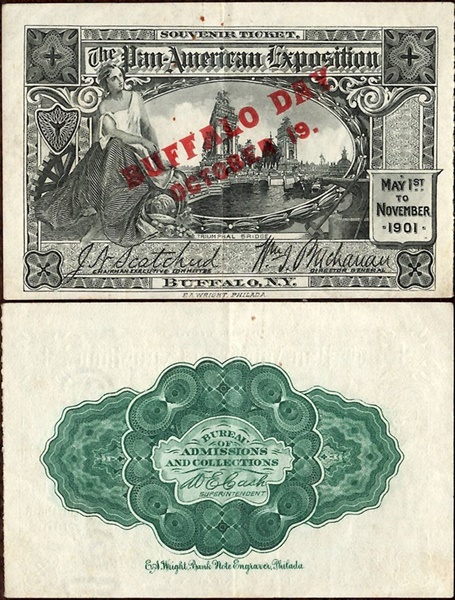 SOUVENIR TICKET.
The Pan-American Exposition
BUFFALO DAY
OCTOBER 19.
MAY 1ST
TO
NOVEMBER
·1901·
TRIUMPHAL BRIDGE
J. N. Scatcherd
Wm. I. Buchanan
CHAIRMAN EXECUTIVE COMMITTEE
DIRECTOR GENERAL
BUFFALO, N.Y.
E.A. WRIGHT, PHILADA.
BUREAU
OF
ADMISSIONS
AND COLLECTIONS
SUPERINTENDENT
E.A. Wright, Bank Note Engraver, Philada